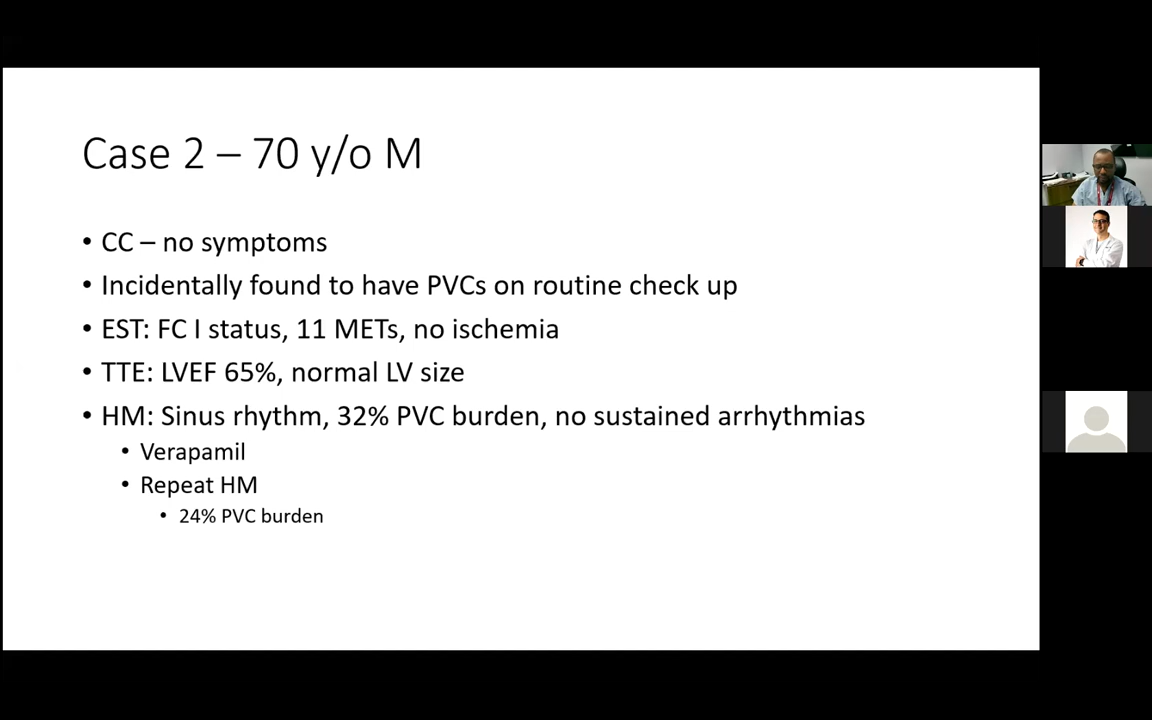 Case 2 – 70 y/o M
• CC – no symptoms
• Incidentally found to have PVCs on routine check up
• EST: FC I status, 11 METs, no ischemia
• TTE: LVEF 65%, normal LV size
• HM: Sinus rhythm, 32% PVC burden, no sustained arrhythmias
• Verapamil
• Repeat HM
• 24% PVC burden